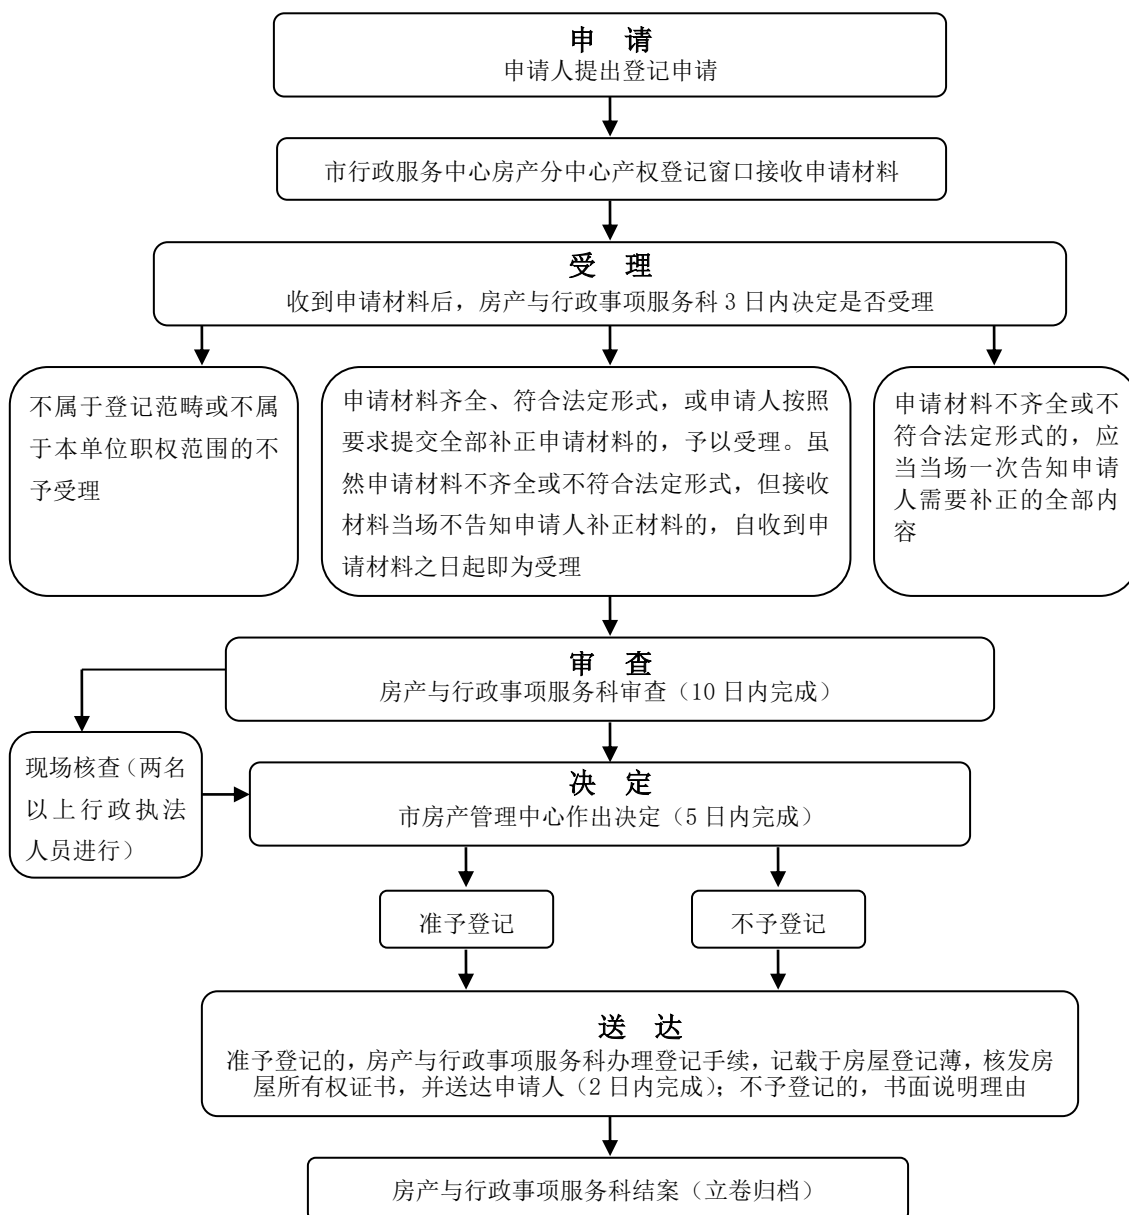 申 请
申请人提出登记申请
市行政服务中心房产分中心产权登记窗口接收申请材料
受 理
收到申请材料后，房产与行政事项服务科 3 日内决定是否受理
不属于登记范畴或不属
于本单位职权范围的不
予受理
申请材料齐全、符合法定形式，或申请人按照
要求提交全部补正申请材料的，予以受理。虽
然申请材料不齐全或不符合法定形式，但接收
材料当场不告知申请人补正材料的，自收到申
请材料之日起即为受理
申请材料不齐全或不
符合法定形式的，应
当当场一次告知申请
人需要补正的全部内
容
审 查
房产与行政事项服务科审查（10 日内完成）
现场核查（两名
以上行政执法
人员进行）
决 定
市房产管理中心作出决定（5 日内完成）
准予登记
不予登记
送 达
准予登记的，房产与行政事项服务科办理登记手续，记载于房屋登记薄，核发房
屋所有权证书，并送达申请人（2 日内完成）；不予登记的，书面说明理由
房产与行政事项服务科结案（立卷归档）